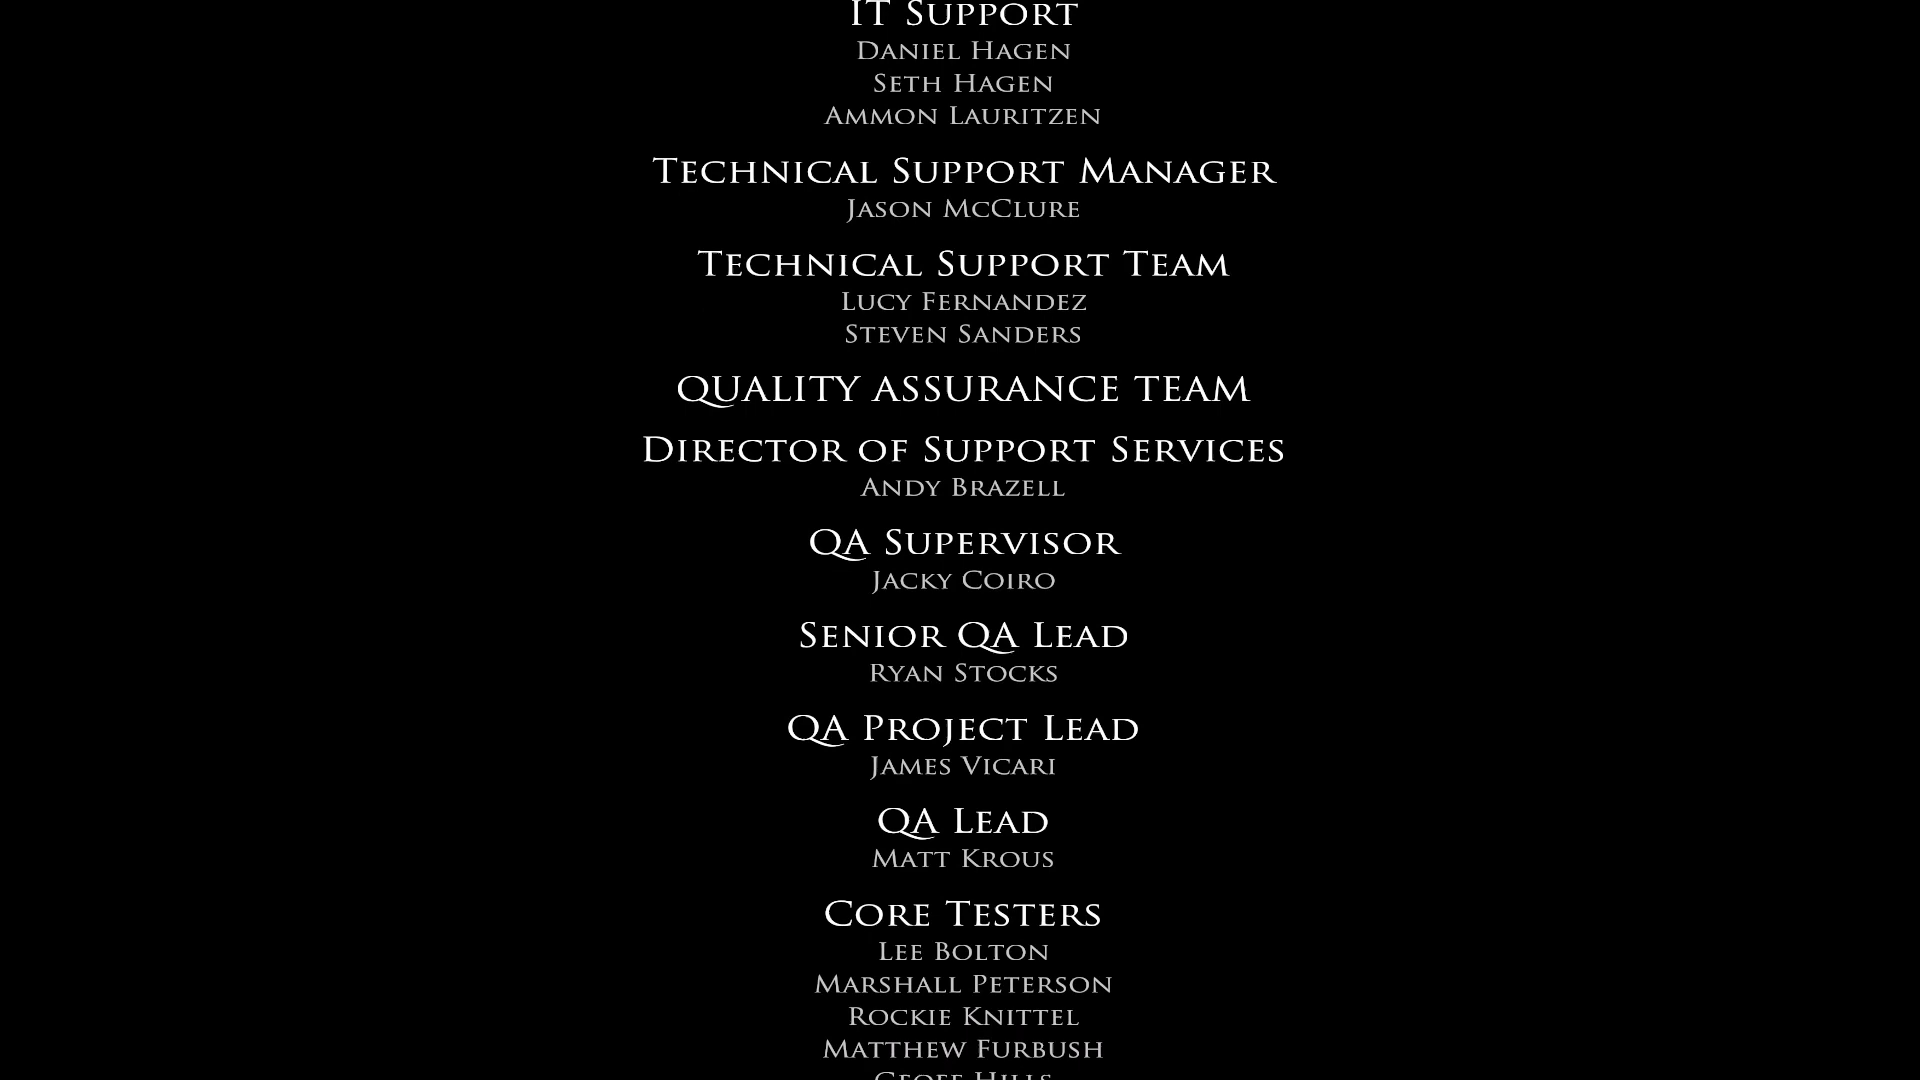 IT Support
Daniel Hagen
Seth Hagen
Ammon Lauritzen
Technical Support Manager
Jason McClure
Technical Support Team
Lucy Fernandez
Steven Sanders
QUALITY ASSURANCE TEAM
Director of Support Services
Andy Brazell
QA Supervisor
Jacky Coiro
Senior QA Lead
Ryan Stocks
QA Project Lead
James Vicari
QA Lead
Matt Krous
Core Testers
Lee Bolton
Marshall Peterson
Rockie Knittel
Matthew Furbush
Geoff Hills